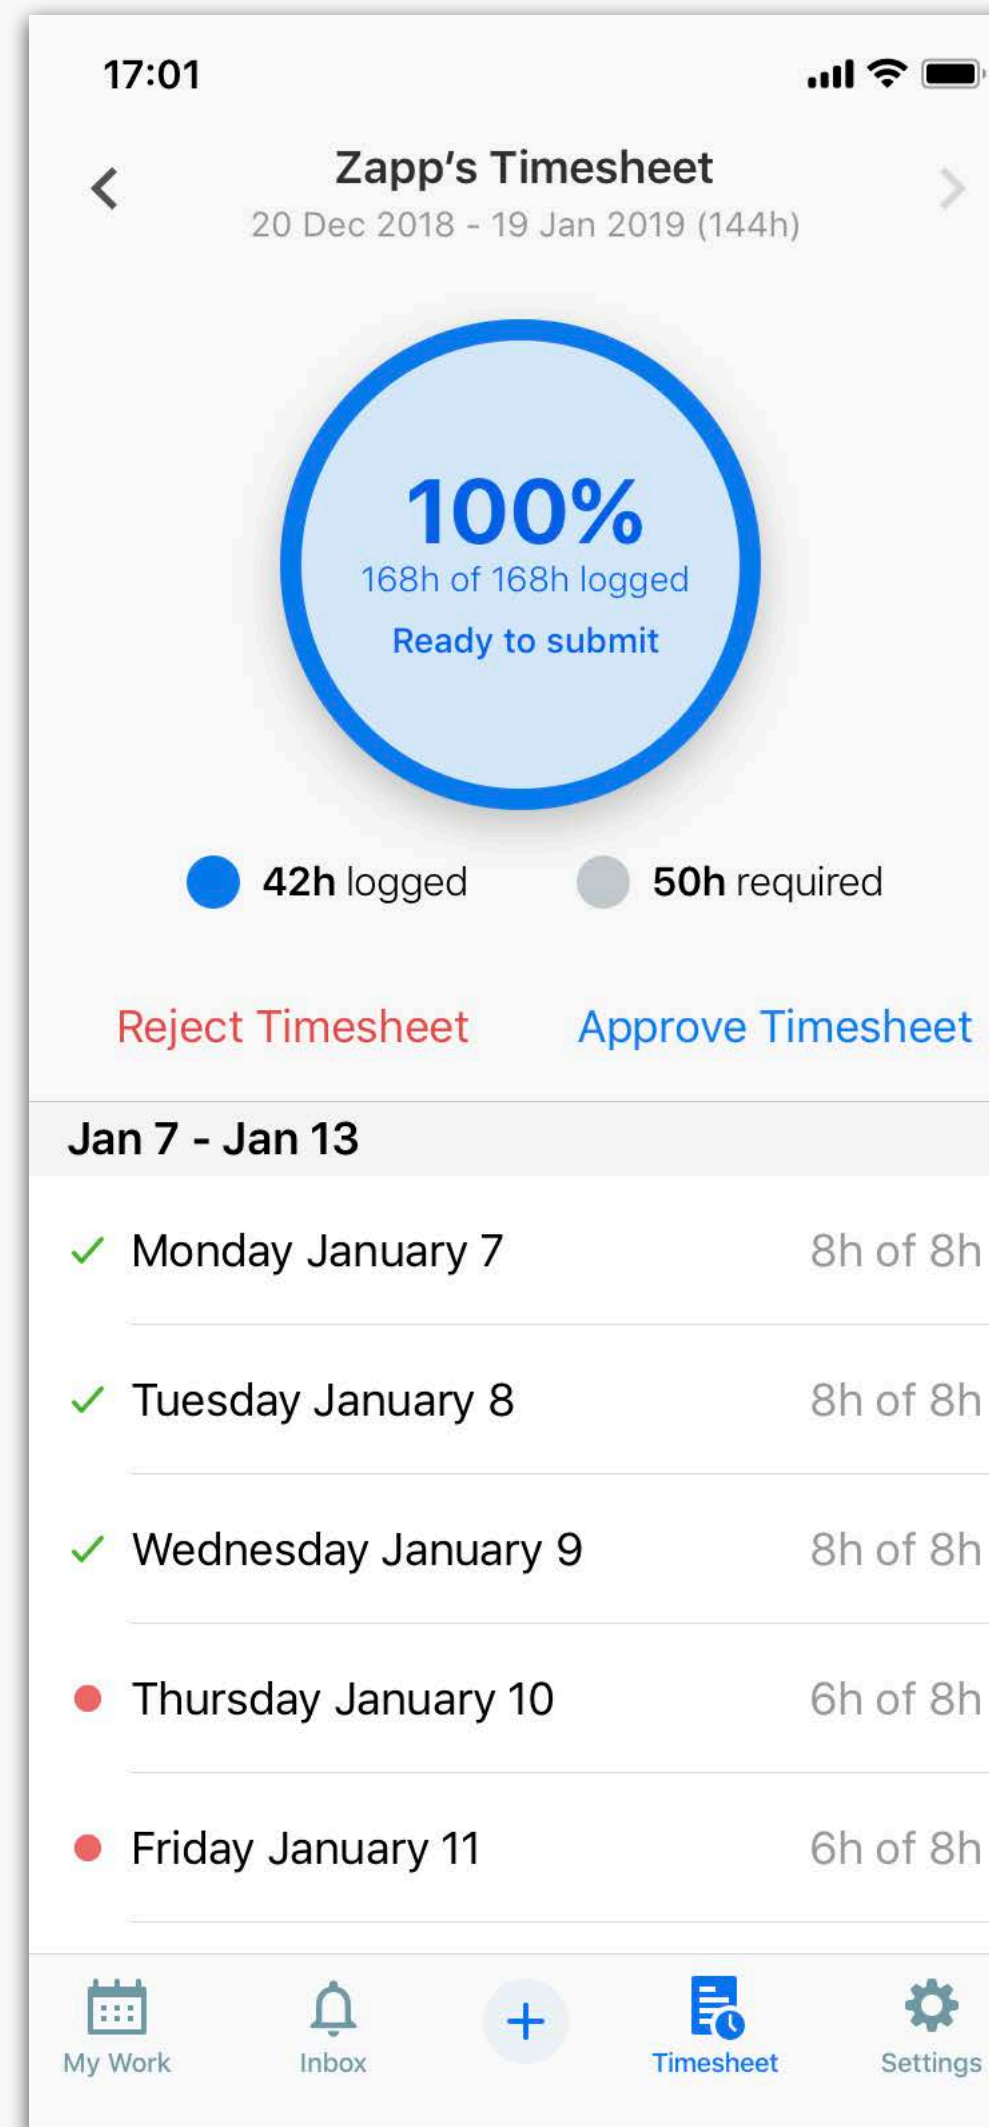 17:01
Zapp's Timesheet
20 Dec 2018 - 19 Jan 2019 (144h)
100%
168h of 168h logged
Ready to submit
42h logged 50h required
Reject Timesheet Approve Timesheet
Jan 7 - Jan 13
Monday January 7 8h of 8h
Tuesday January 8 8h of 8h
Wednesday January 9 8h of 8h
Thursday January 10 6h of 8h
Friday January 11 6h of 8h
My Work Inbox Timesheet Settings